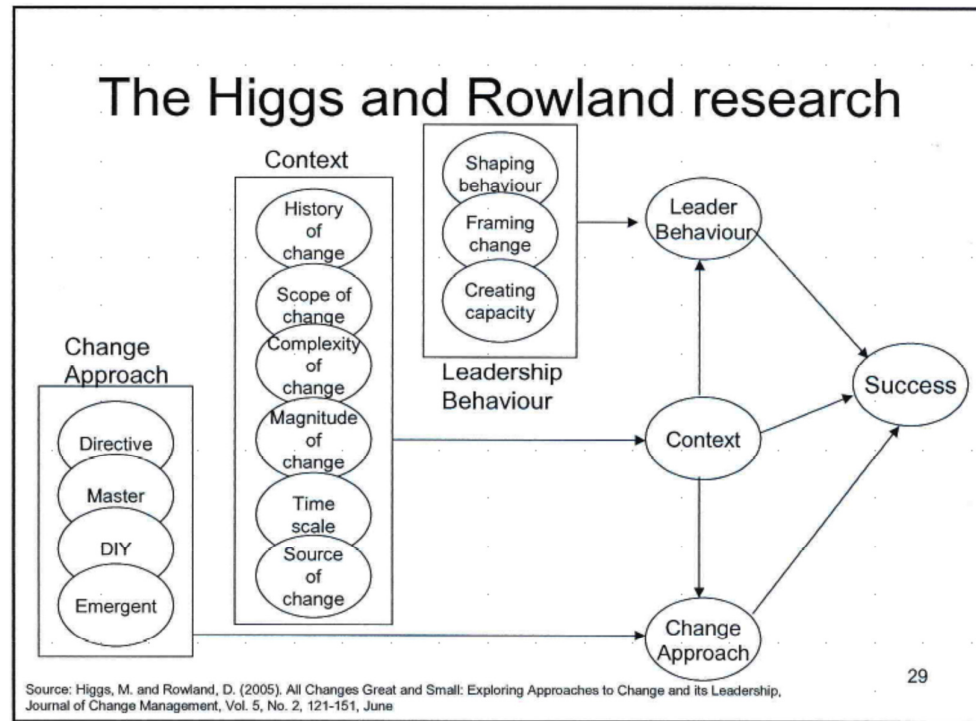 The Higgs and Rowland research
Context
History
of
change
Scope of
change
Complexity
of
change
Magnitude
of
change
Time
scale
Source
of
change
Shaping
behaviour
Framing
change
Creating
capacity
Leadership
Behaviour
Change
Approach
Directive
Master
DIY
Emergent
Leader
Behaviour
Context
Change
Approach
Success
29
Source: Higgs, M. and Rowland, D. (2005). All Changes Great and Small: Exploring Approaches to Change and its Leadership,
Journal of Change Management, Vol. 5, No. 2, 121-151, June